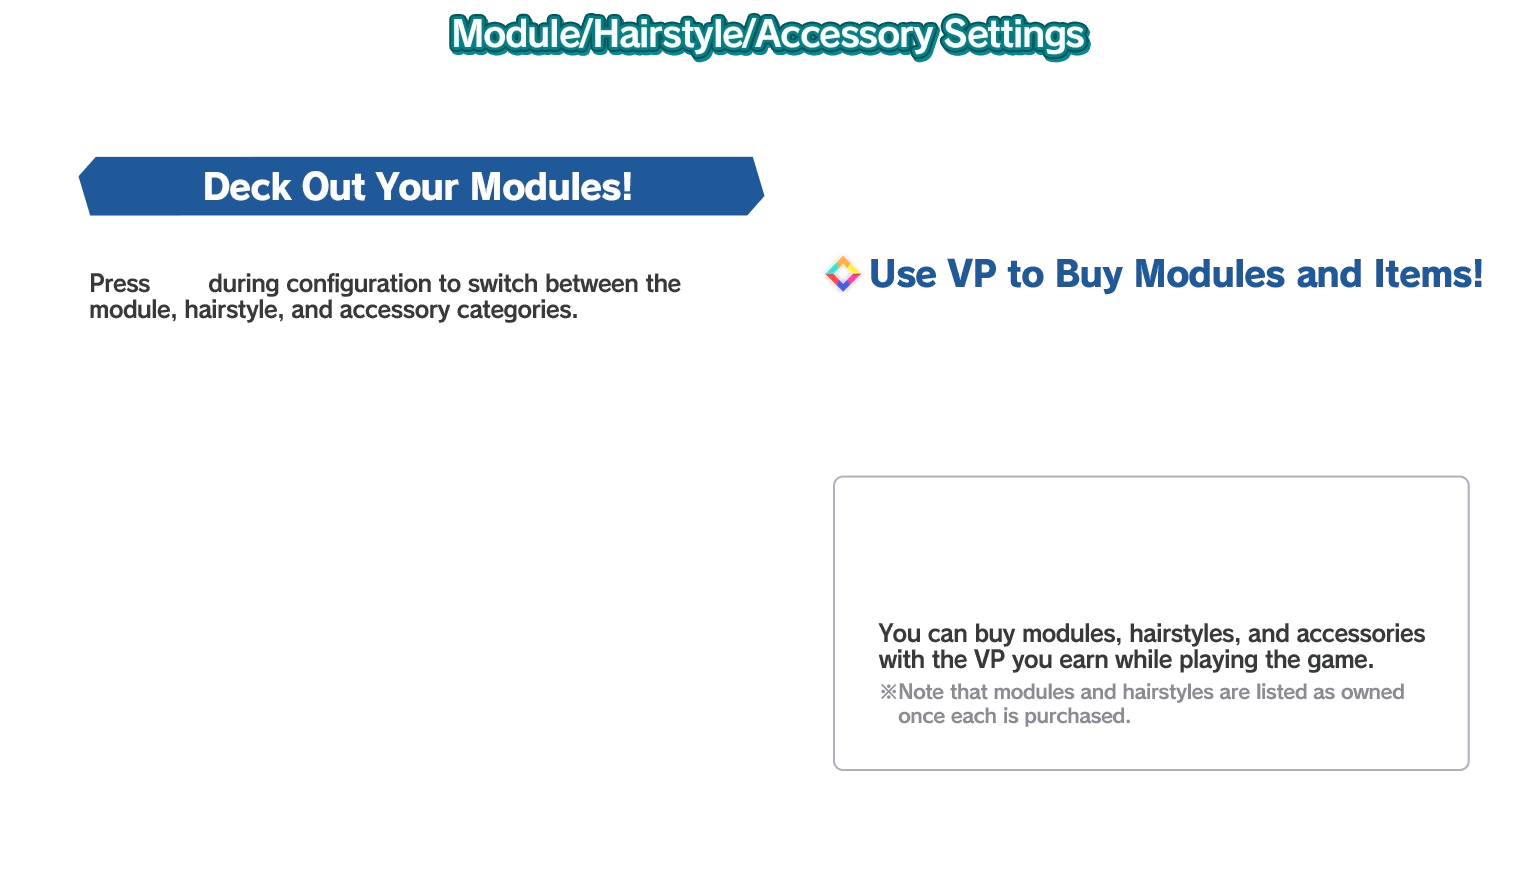 Module/Hairstyle/Accessory Settings
Deck Out Your Modules!
Press during configuration to switch between the
module, hairstyle, and accessory categories.
Use VP to Buy Modules and Items!
You can buy modules, hairstyles, and accessories
with the VP you earn while playing the game.
※Note that modules and hairstyles are listed as owned
once each is purchased.